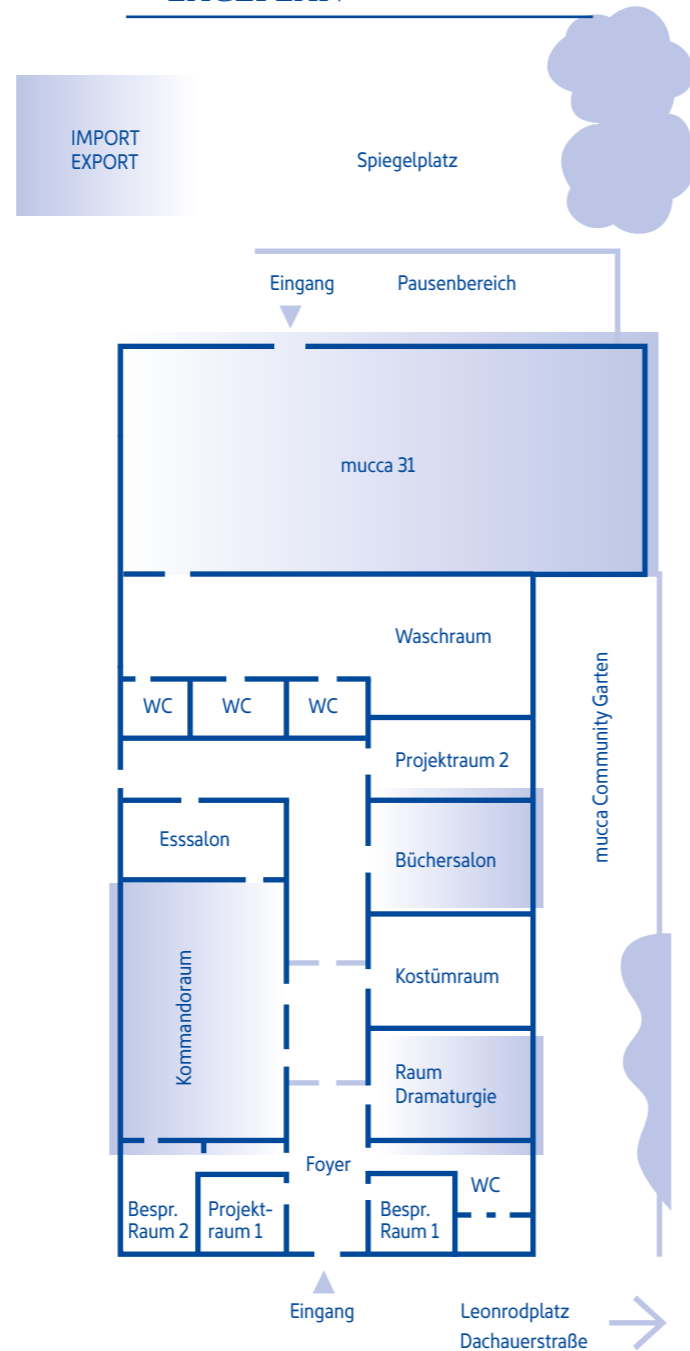 LAGEPLAN
IMPORT
EXPORT
Spiegelplatz
Eingang
Pausenbereich
mucca 31
Waschraum
WC
WC
WC
Projektraum 2
mucca Community Garten
Esssalon
Büchersalon
Kommandoraum
Kostümraum
Raum
Dramaturgie
Foyer
WC
Bespr.
Raum 2
Projekt-
raum 1
Bespr.
Raum 1
Eingang
Leonrodplatz
Dachauerstraße